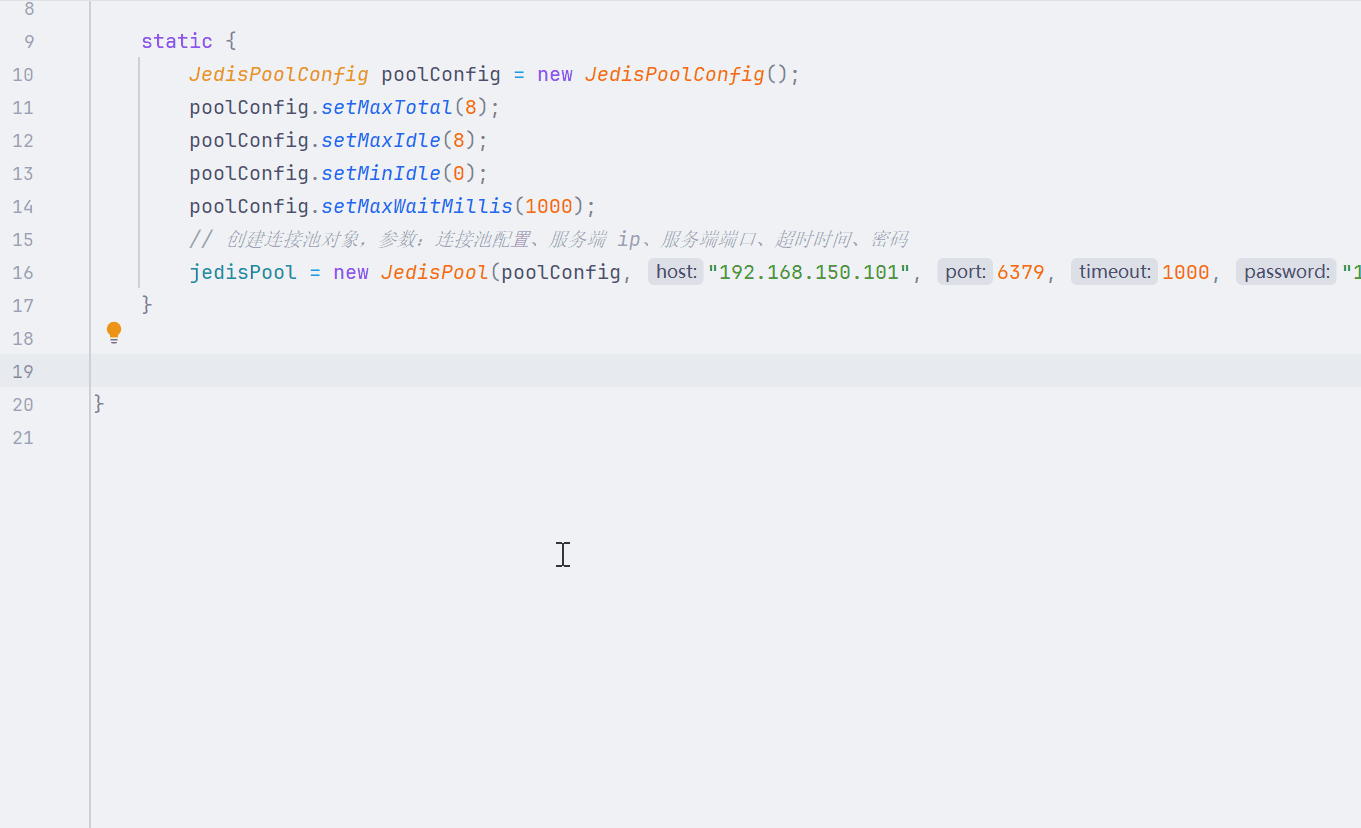 8
9 static {
10 JedisPoolConfig poolConfig = new JedisPoolConfig();
11 poolConfig.setMaxTotal(8);
12 poolConfig.setMaxIdle(8);
13 poolConfig.setMinIdle(0);
14 poolConfig.setMaxWaitMillis(1000);
15 // 创建连接池对象，参数：连接池配置、服务端 ip、服务端端口、超时时间、密码
16 jedisPool = new JedisPool(poolConfig, host: "192.168.150.101", port: 6379, timeout: 1000, password: "1
17 }
18
19
20 }
21